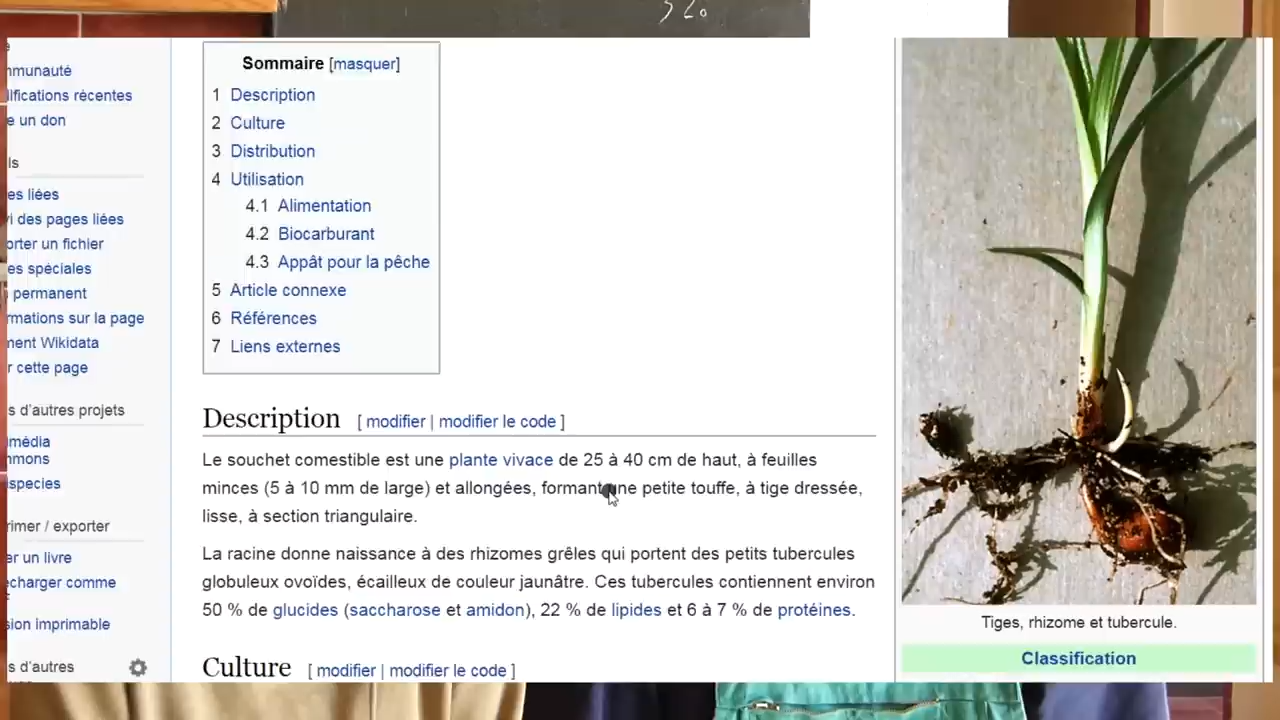 Sommaire [masquer]
1 Description
2 Culture
3 Distribution
4 Utilisation
4.1 Alimentation
4.2 Biocarburant
4.3 Appât pour la pêche
5 Article connexe
6 Références
7 Liens externes
mmunauté
difications récentes
e un don
ls
es liées
vi des pages liées
orter un fichier
es spéciales
permanent
rmations sur la page
ment Wikidata
r cette page
s d'autres projets
média
mmons
species
rimer / exporter
er un livre
écharger comme
sion imprimable
s d'autres
Description [ modifier | modifier le code ]
Le souchet comestible est une plante vivace de 25 à 40 cm de haut, à feuilles
minces (5 à 10 mm de large) et allongées, formant une petite touffe, à tige dressée,
lisse, à section triangulaire.
La racine donne naissance à des rhizomes grêles qui portent des petits tubercules
globuleux ovoïdes, écailleux de couleur jaunâtre. Ces tubercules contiennent environ
50 % de glucides (saccharose et amidon), 22 % de lipides et 6 à 7 % de protéines.
Culture [ modifier | modifier le code ]
Tiges, rhizome et tubercule.
Classification